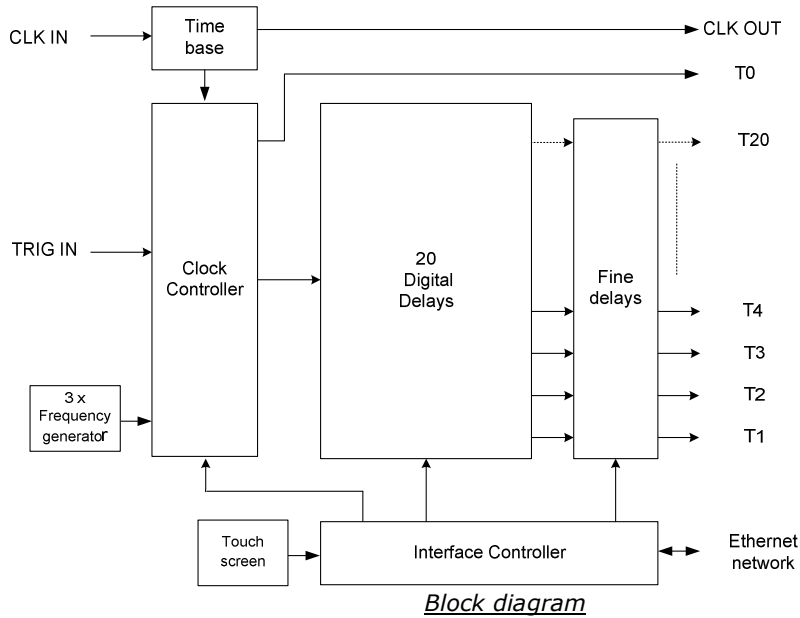 CLK IN
Time
base
CLK OUT
T0
T20
TRIG IN
Clock
Controller
20
Digital
Delays
Fine
delays
T4
T3
T2
T1
3 x
Frequency
generator
Touch
screen
Interface Controller
Ethernet
network
Block diagram